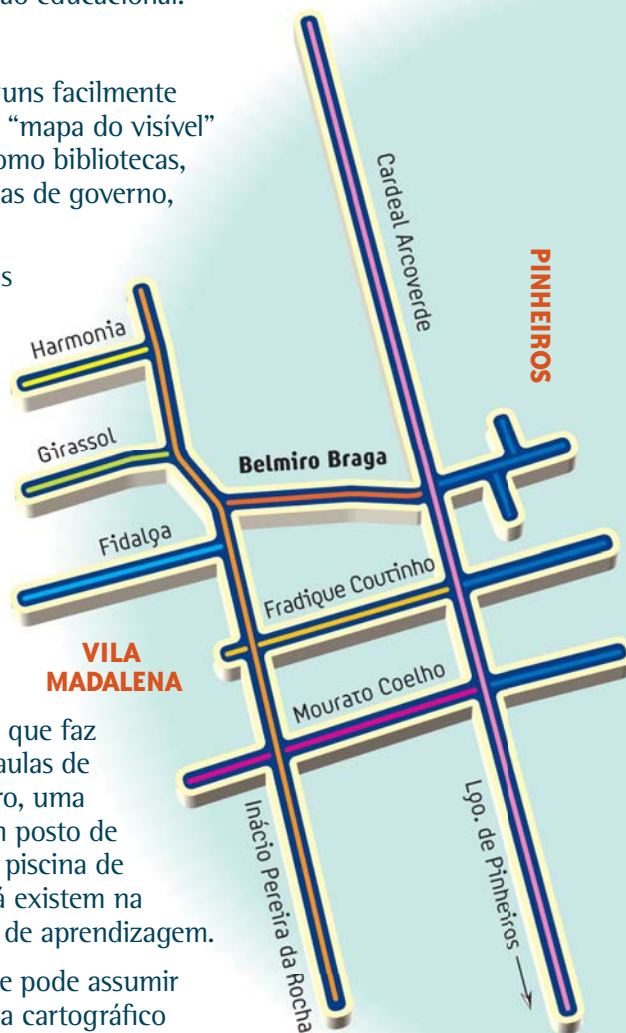 ao educacional.
uns facilmente
“mapa do visível”
omo bibliotecas,
as de governo,
s
Cardeal Arcoverde
PINHEIROS
Harmonia
Girassol
Belmiro Braga
Fidalga
Fradique Coutinho
VILA
MADALENA
Mourato Coelho
Inácio Pereira da Rocha
Lgo. de Pinheiros
que faz
aulas de
ro, uma
n posto de
piscina de
á existem na
de aprendizagem.
e pode assumir
a cartográfico